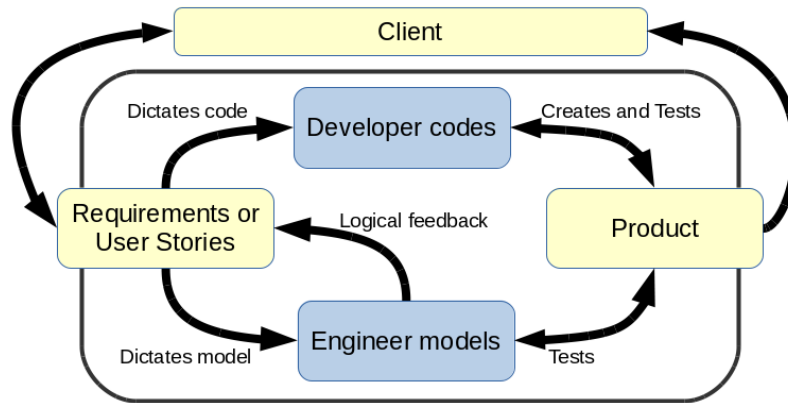 Client
Dictates code
Developer codes
Creates and Tests
Requirements or
User Stories
Logical feedback
Product
Engineer models
Dictates model
Tests